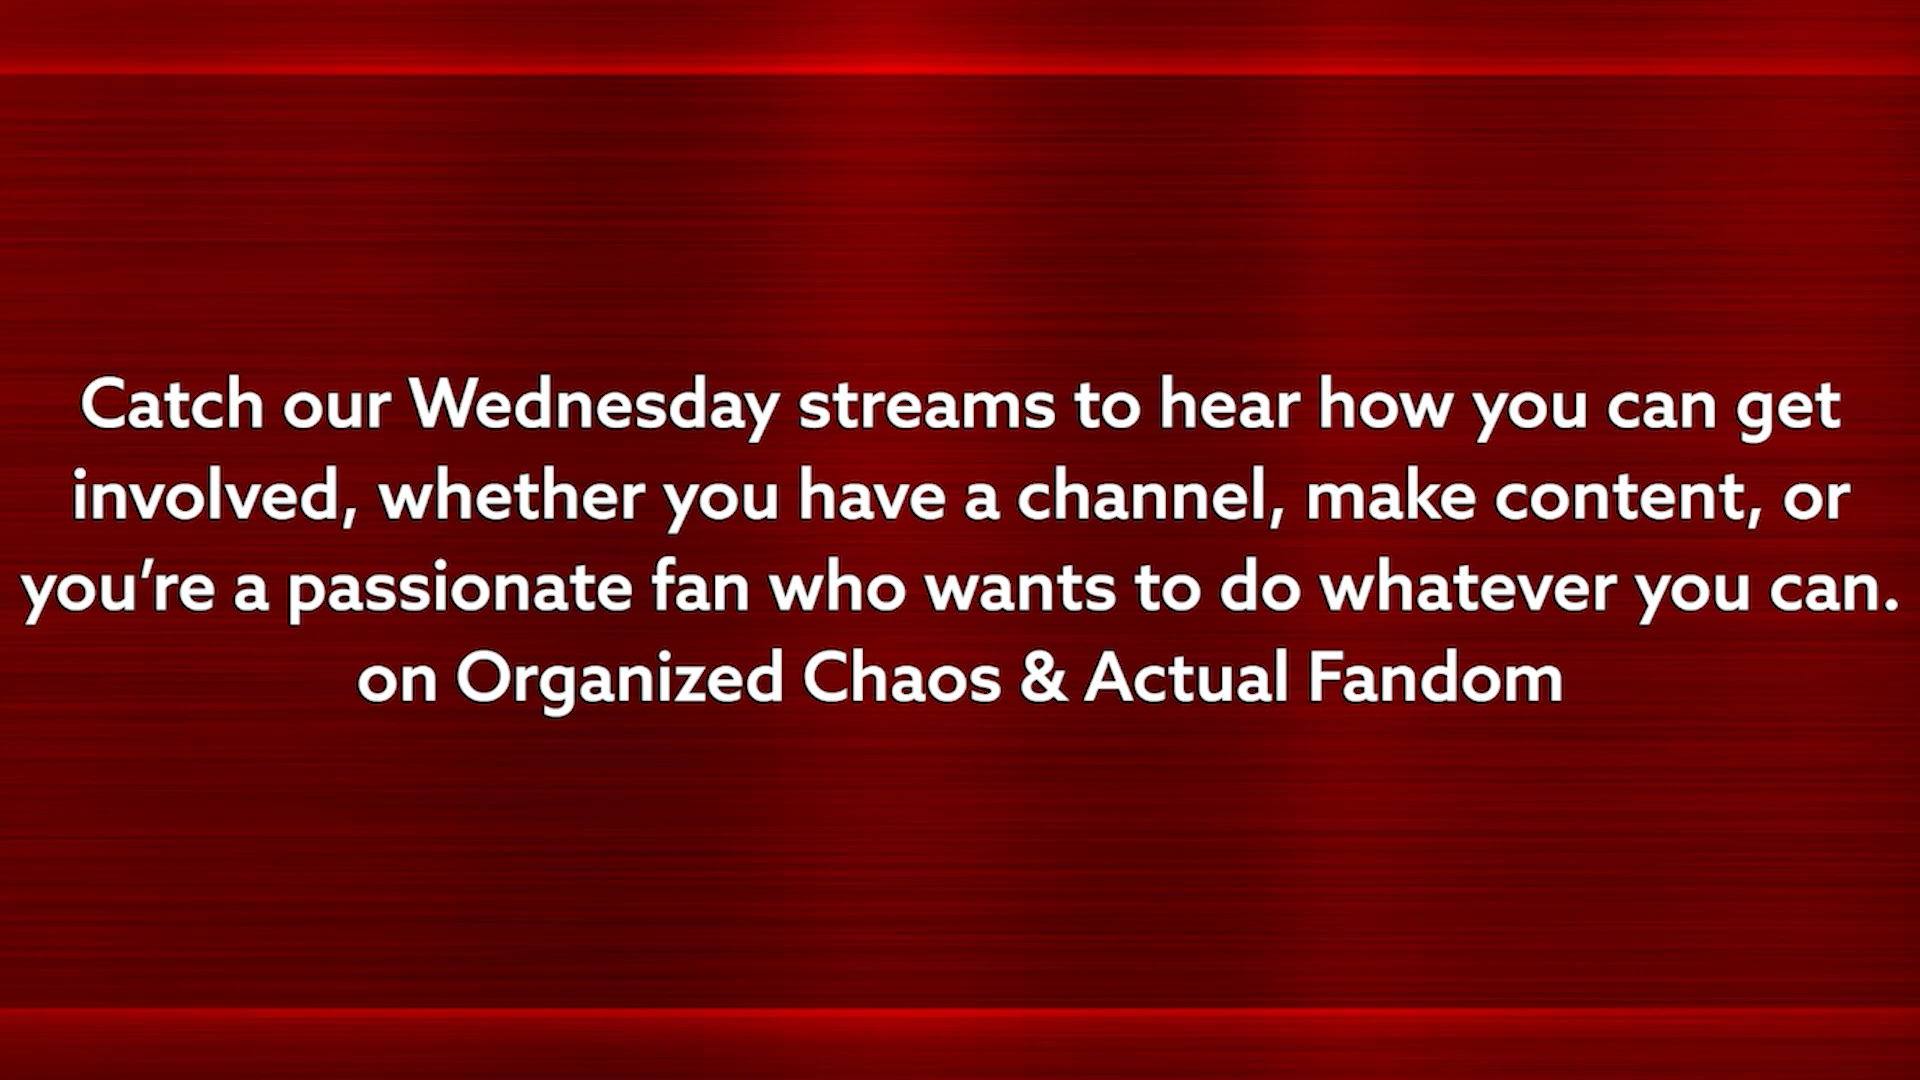 Catch our Wednesday streams to hear how you can get
involved, whether you have a channel, make content, or
you’re a passionate fan who wants to do whatever you can.
on Organized Chaos & Actual Fandom